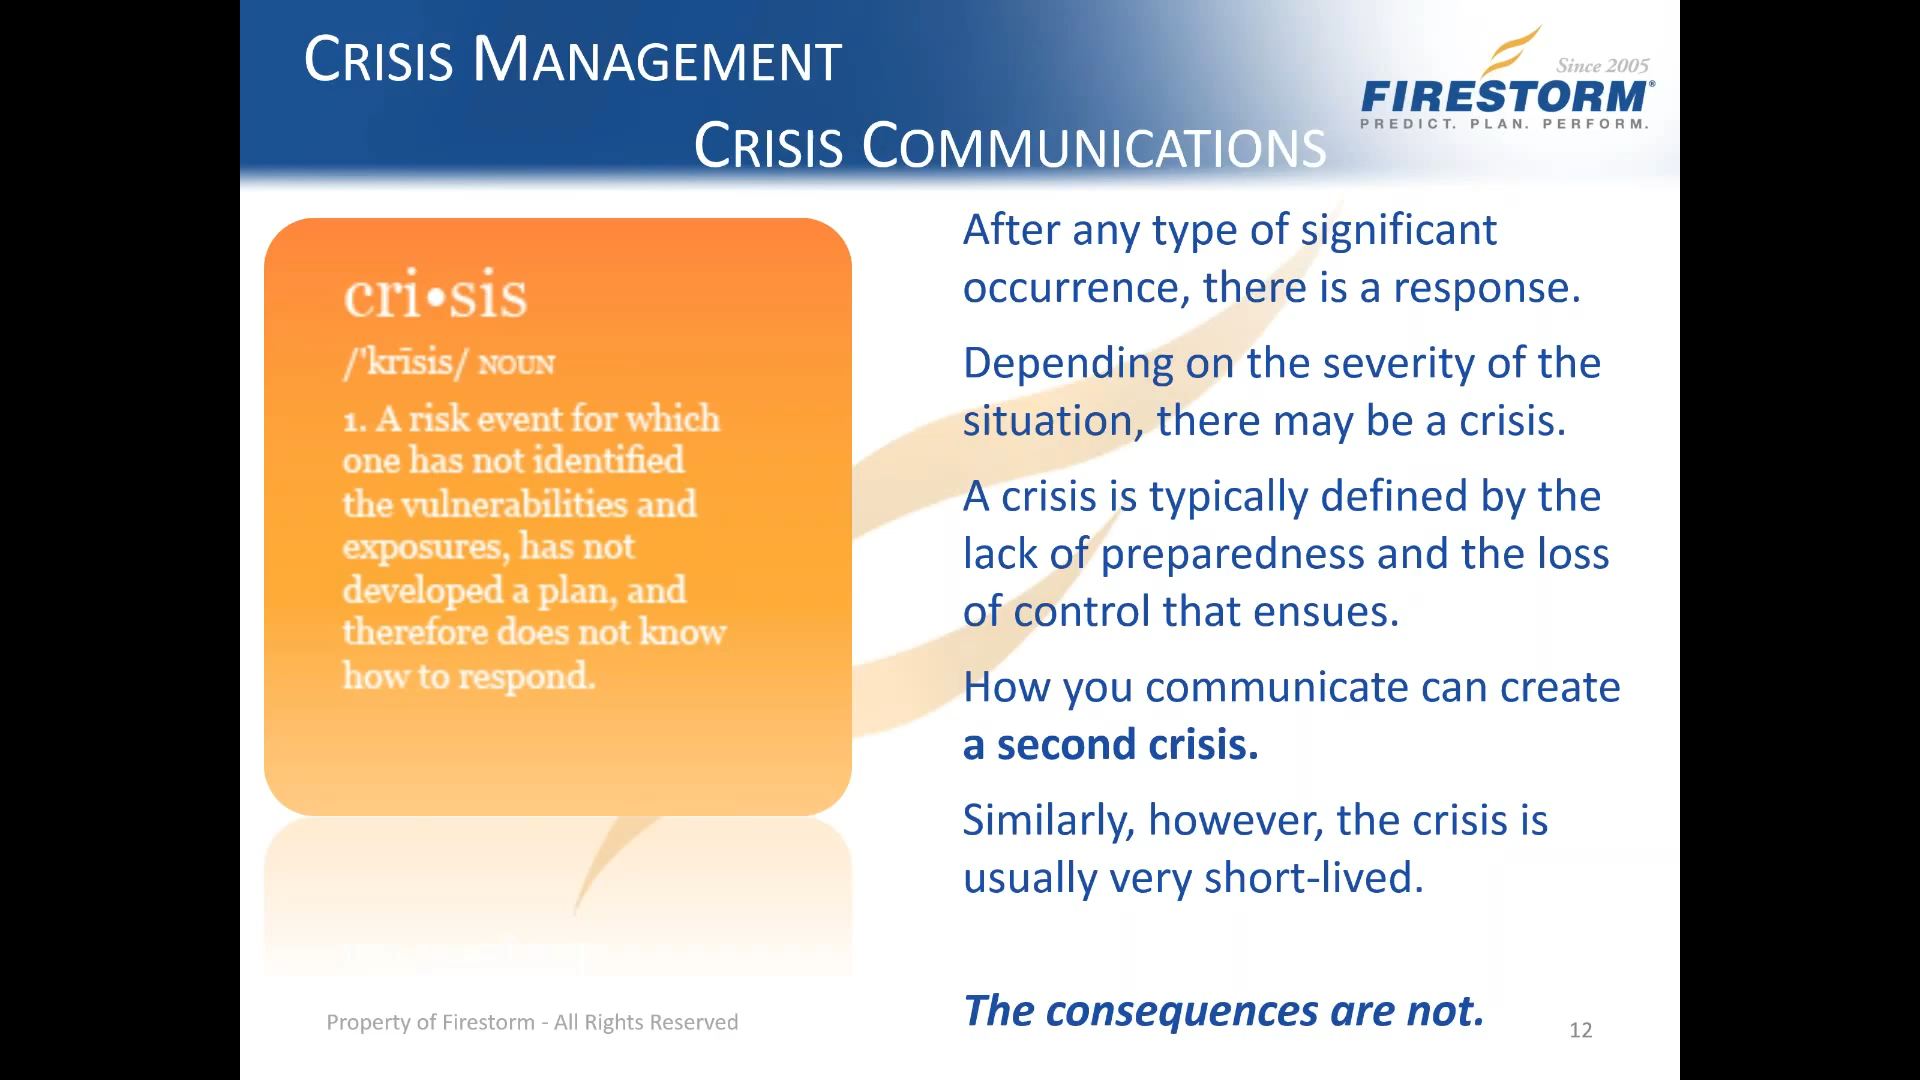 CRISIS MANAGEMENT
CRISIS COMMUNICATIONS
Since 2005
FIRESTORM®
PREDICT. PLAN. PERFORM.
cri•sis
/'krīsis/ NOUN
1. A risk event for which
one has not identified
the vulnerabilities and
exposures, has not
developed a plan, and
therefore does not know
how to respond.
After any type of significant
occurrence, there is a response.
Depending on the severity of the
situation, there may be a crisis.
A crisis is typically defined by the
lack of preparedness and the loss
of control that ensues.
How you communicate can create
a second crisis.
Similarly, however, the crisis is
usually very short-lived.
The consequences are not.
Property of Firestorm - All Rights Reserved
12